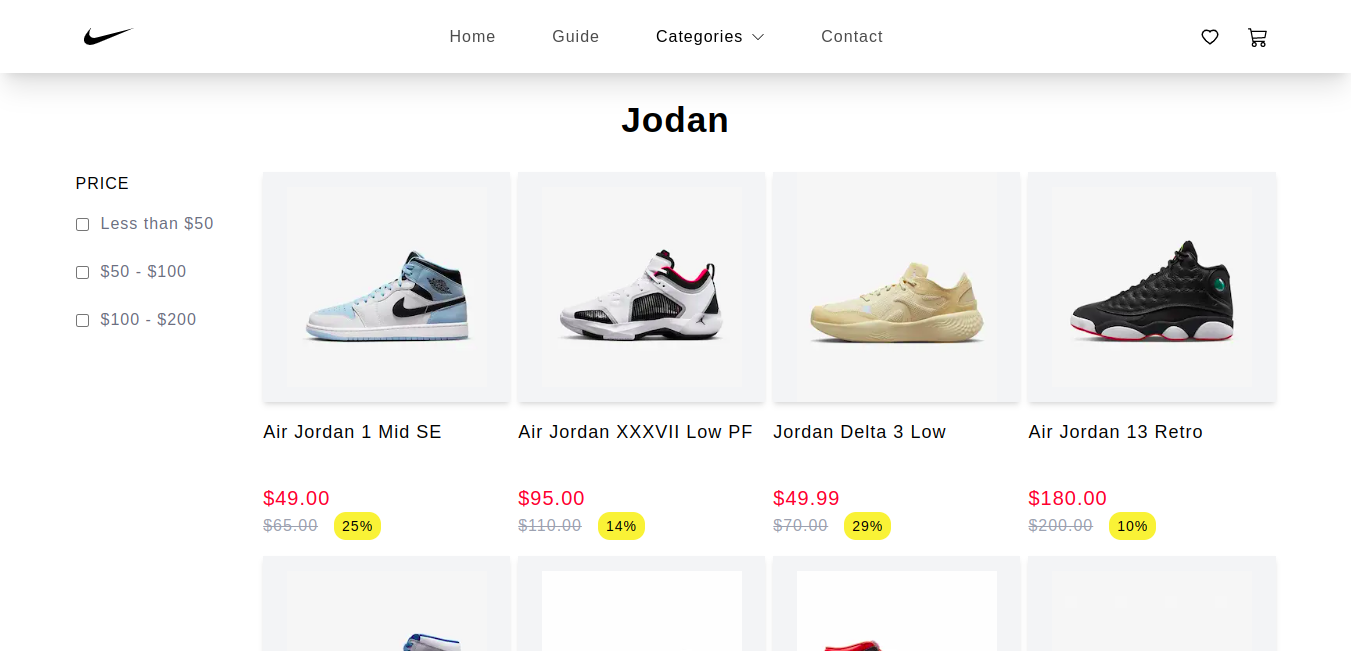 Home Guide Categories Contact
Jodan
PRICE
Less than $50
$50 - $100
$100 - $200
Air Jordan 1 Mid SE
$49.00
$65.00 25%
Air Jordan XXXVII Low PF
$95.00
$110.00 14%
Jordan Delta 3 Low
$49.99
$70.00 29%
Air Jordan 13 Retro
$180.00
$200.00 10%